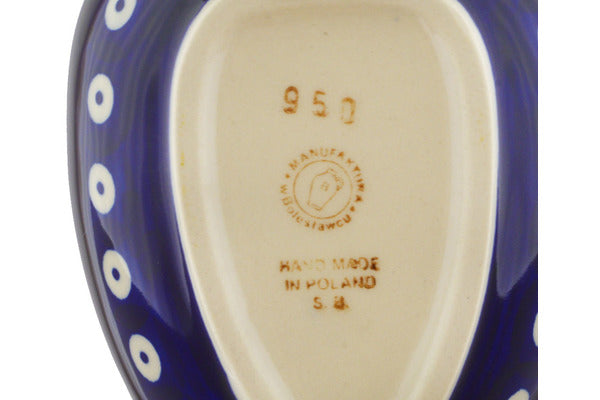 950
MANUFAKTURA
w Bolesławcu
HAND MADE
IN POLAND
S. B.